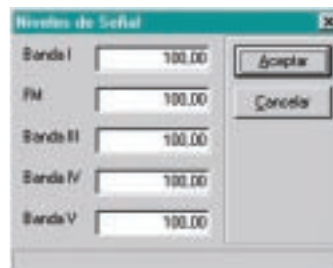 Niveles de Señal
Banda I 100.00
FM 100.00
Banda III 100.00
Banda IV 100.00
Banda V 100.00
Aceptar
Cancelar